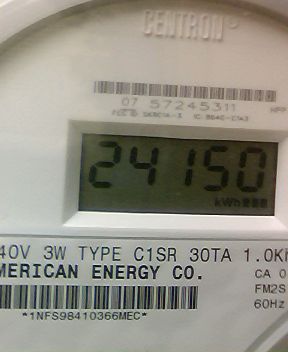 CENTRON®
07 57245311
24150
kWh
40V 3W TYPE C1SR 30TA 1.0Kh
MERICAN ENERGY CO.
CA 0
FM2S
60Hz
*1NFS98410366MEC*